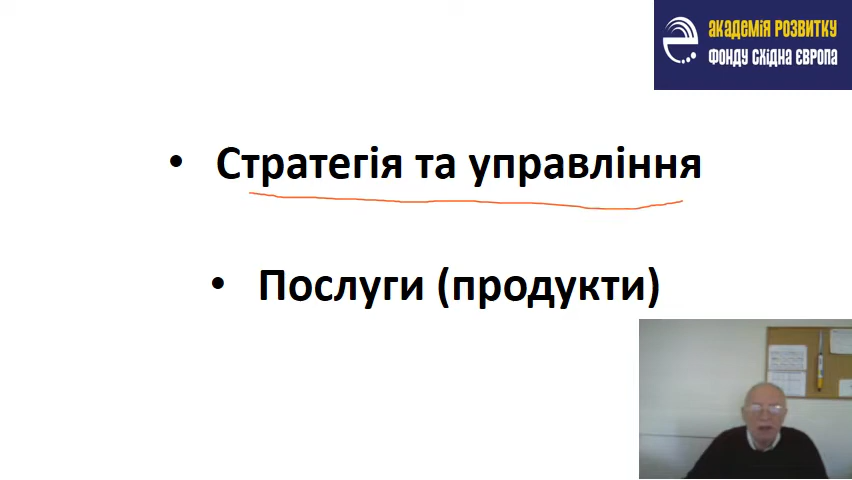 АКАДЕМІЯ РОЗВИТКУ
ФОНДУ СХІДНА ЄВРОПА
• Стратегія та управління
• Послуги (продукти)